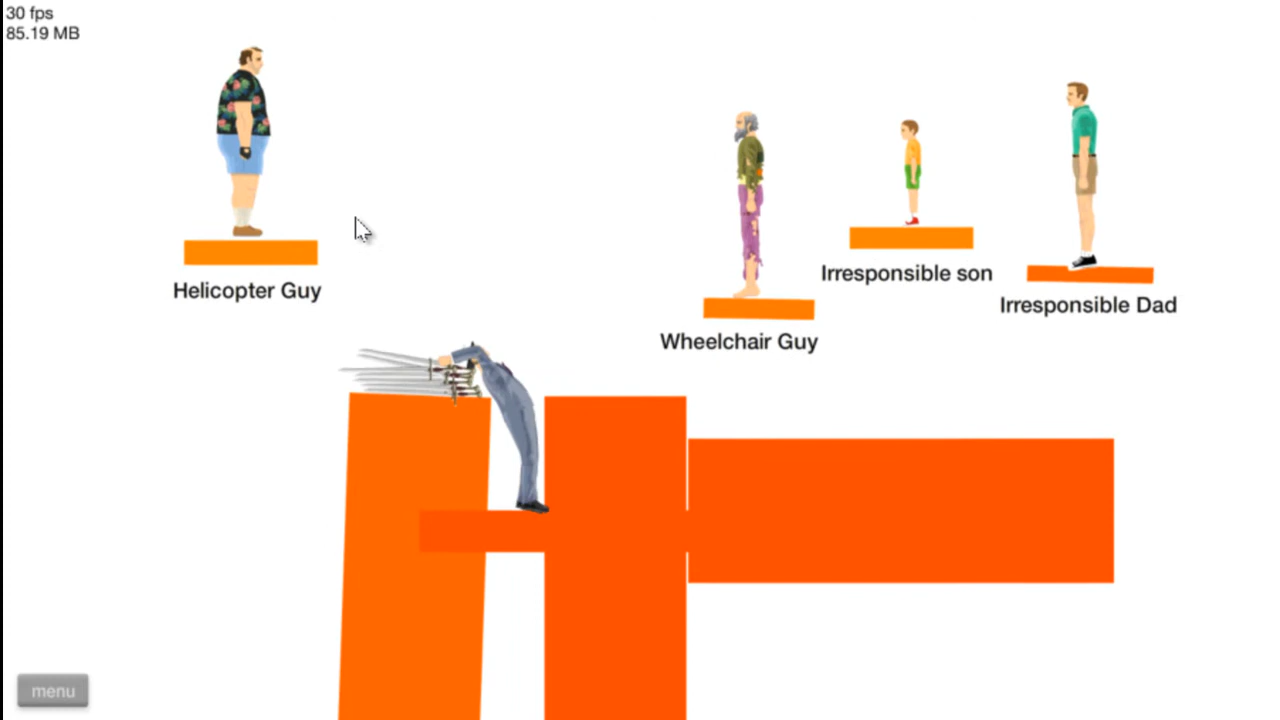 30 fps
85.19 MB
Helicopter Guy
Irresponsible son
Irresponsible Dad
Wheelchair Guy
menu